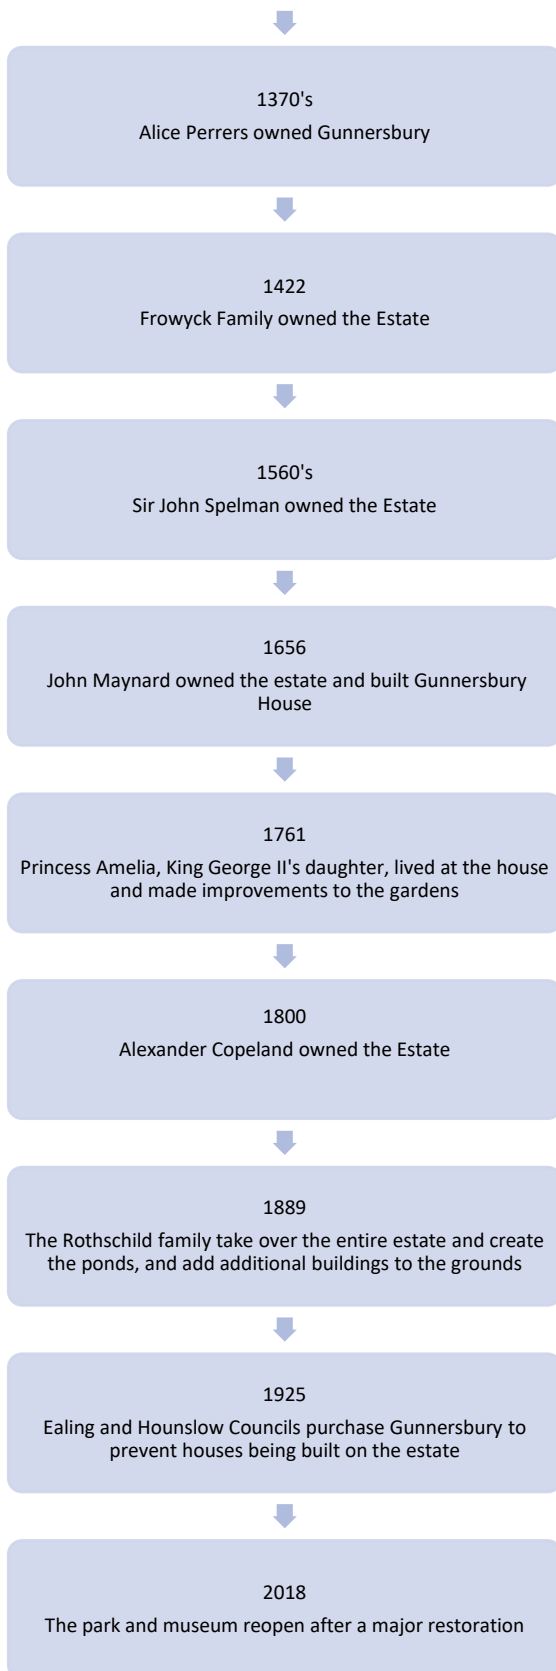 1370's
Alice Perrers owned Gunnersbury
1422
Frowyck Family owned the Estate
1560's
Sir John Spelman owned the Estate
1656
John Maynard owned the estate and built Gunnersbury
House
1761
Princess Amelia, King George II's daughter, lived at the house
and made improvements to the gardens
1800
Alexander Copeland owned the Estate
1889
The Rothschild family take over the entire estate and create
the ponds, and add additional buildings to the grounds
1925
Ealing and Hounslow Councils purchase Gunnersbury to
prevent houses being built on the estate
2018
The park and museum reopen after a major restoration